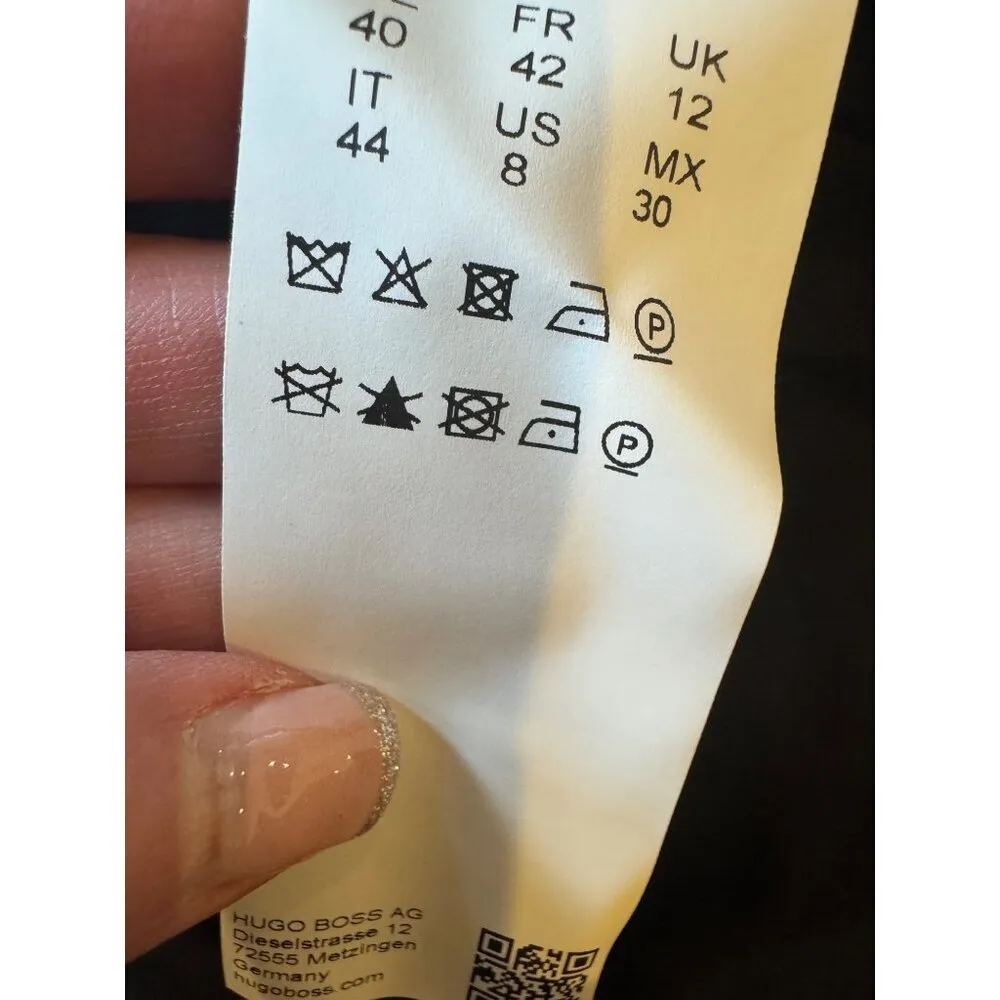 40 FR UK
IT 42 12
44 US MX
8 30
P
P
HUGO BOSS AG
Dieselstrasse 12
72555 Metzingen
Germany
hugoboss.com